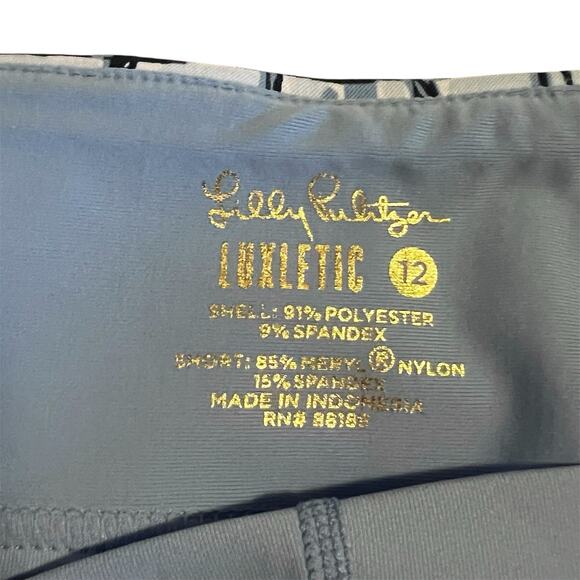 Lilly Pulitzer
LUXLETIC 12
SHELL: 91% POLYESTER
9% SPANDEX
SHORT: 85% MERYL® NYLON
15% SPANDEX
MADE IN INDONESIA
RN#